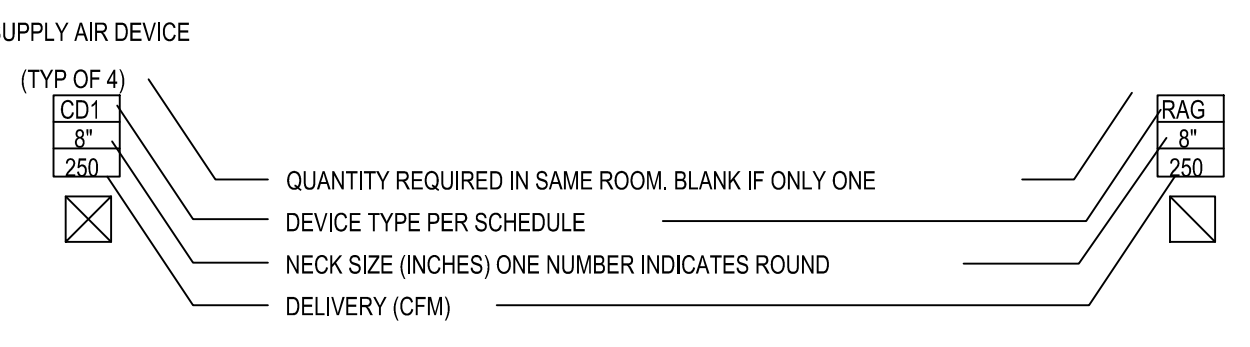 SUPPLY AIR DEVICE
(TYP OF 4)
CD1
8"
250
QUANTITY REQUIRED IN SAME ROOM. BLANK IF ONLY ONE
DEVICE TYPE PER SCHEDULE
NECK SIZE (INCHES) ONE NUMBER INDICATES ROUND
DELIVERY (CFM)
RAG
8"
250